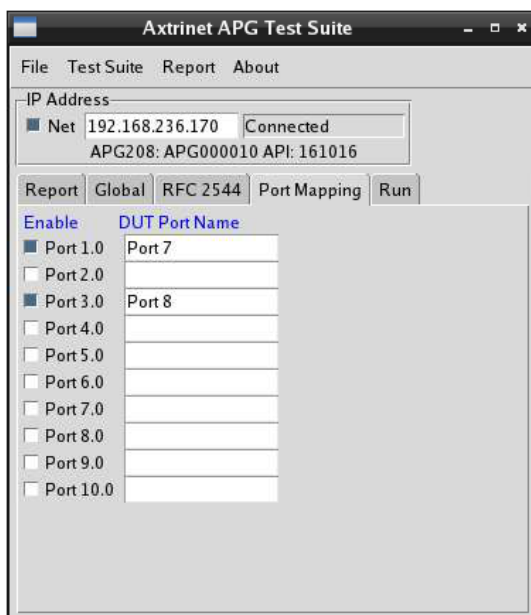 Axtrinet APG Test Suite
File Test Suite Report About
IP Address
Net 192.168.236.170 Connected
APG208: APG000010 API: 161016
Report Global RFC 2544 Port Mapping Run
Enable DUT Port Name
Port 1.0 Port 7
Port 2.0
Port 3.0 Port 8
Port 4.0
Port 5.0
Port 6.0
Port 7.0
Port 8.0
Port 9.0
Port 10.0